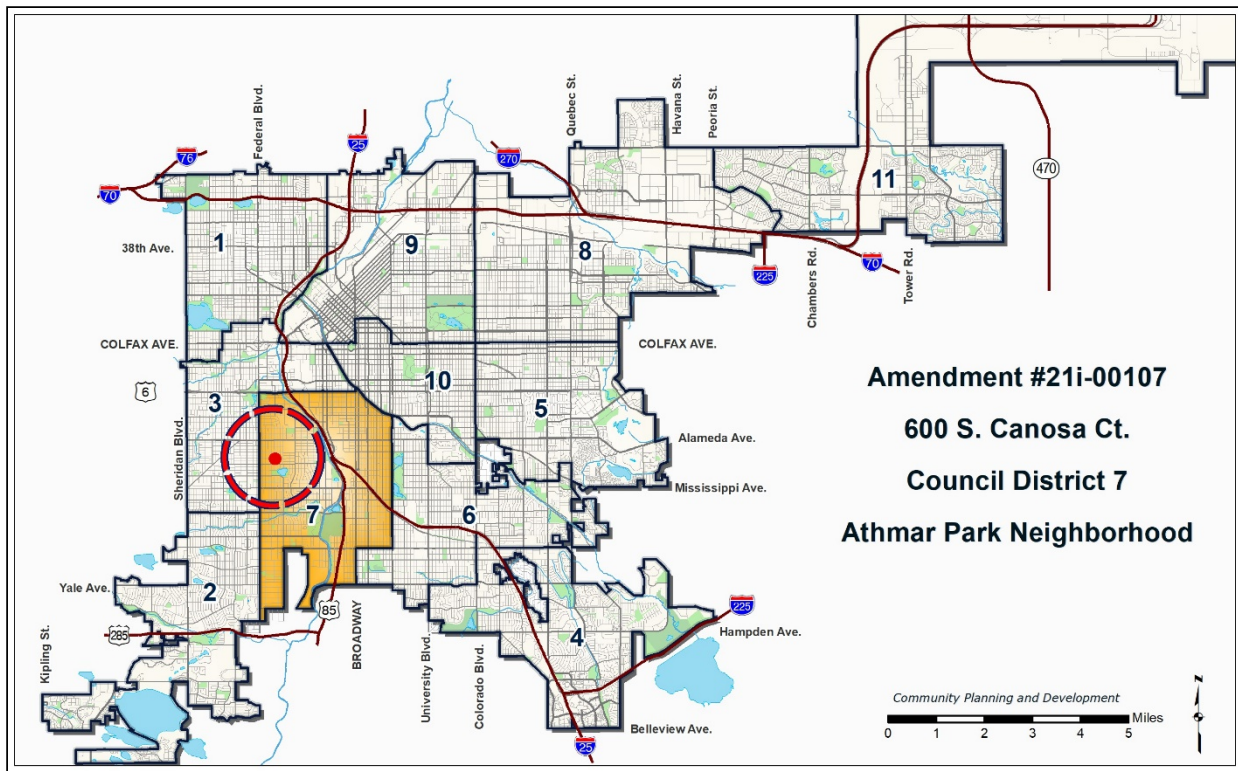 Federal Blvd.
25
Quebec St.
Havana St.
Peoria St.
76
270
70
11
470
1
9
8
38th Ave.
225
Chambers Rd.
70
Tower Rd.
COLFAX AVE.
COLFAX AVE.
10
6
3
5
Sheridan Blvd.
Alameda Ave.
Mississippi Ave.
7
6
Yale Ave.
2
85
BROADWAY
285
Kipling St.
University Blvd.
Colorado Blvd.
4
225
Hampden Ave.
25
Belleview Ave.
Amendment #21i-00107
600 S. Canosa Ct.
Council District 7
Athmar Park Neighborhood
Community Planning and Development
Miles
0 1 2 3 4 5
N